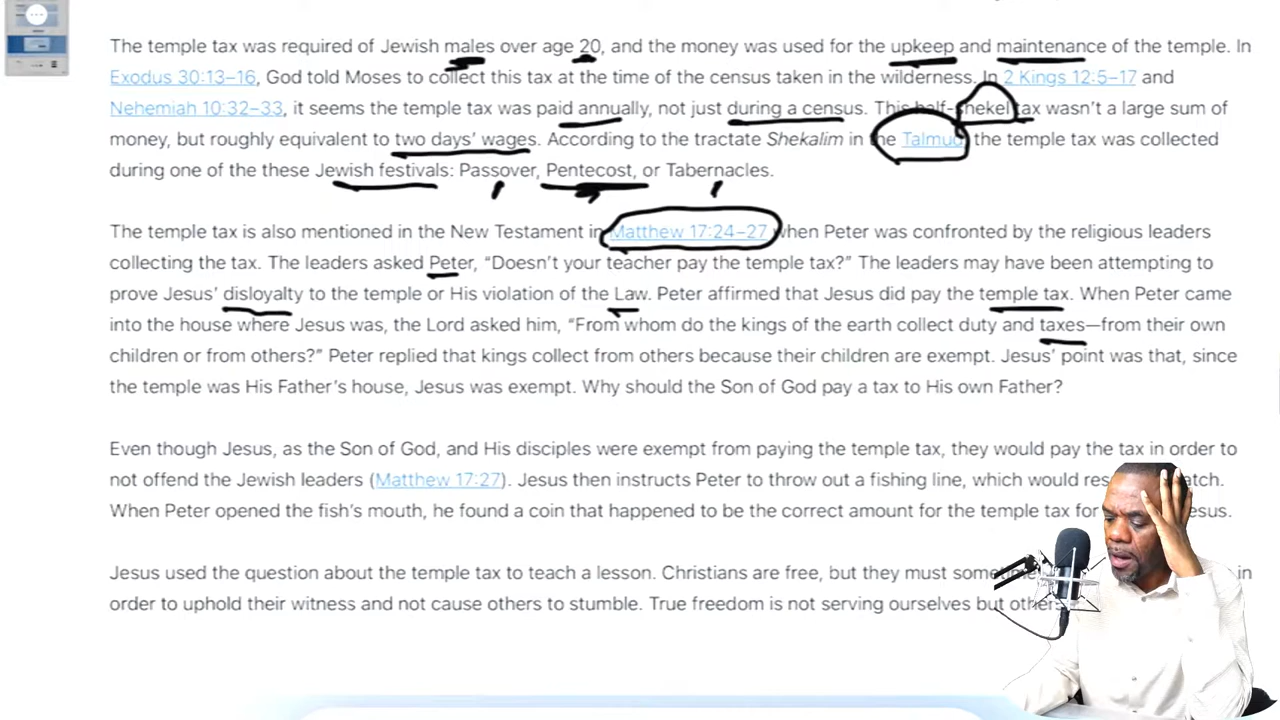 The temple tax was required of Jewish males over age 20, and the money was used for the upkeep and maintenance of the temple. In
Exodus 30:13–16, God told Moses to collect this tax at the time of the census taken in the wilderness. In 2 Kings 12:5–17 and
Nehemiah 10:32–33, it seems the temple tax was paid annually, not just during a census. This half-shekel tax wasn't a large sum of
money, but roughly equivalent to two days' wages. According to the tractate Shekalim in the Talmud, the temple tax was collected
during one of the these Jewish festivals: Passover, Pentecost, or Tabernacles.
The temple tax is also mentioned in the New Testament in Matthew 17:24–27 when Peter was confronted by the religious leaders
collecting the tax. The leaders asked Peter, “Doesn't your teacher pay the temple tax?” The leaders may have been attempting to
prove Jesus' disloyalty to the temple or His violation of the Law. Peter affirmed that Jesus did pay the temple tax. When Peter came
into the house where Jesus was, the Lord asked him, “From whom do the kings of the earth collect duty and taxes—from their own
children or from others?” Peter replied that kings collect from others because their children are exempt. Jesus' point was that, since
the temple was His Father's house, Jesus was exempt. Why should the Son of God pay a tax to His own Father?
Even though Jesus, as the Son of God, and His disciples were exempt from paying the temple tax, they would pay the tax in order to
not offend the Jewish leaders (Matthew 17:27). Jesus then instructs Peter to throw out a fishing line, which would
When Peter opened the fish's mouth, he found a coin that happened to be the correct amount for the temple tax for Jesus.
Jesus used the question about the temple tax to teach a lesson. Christians are free, but they must in
order to uphold their witness and not cause others to stumble. True freedom is not serving ourselves but